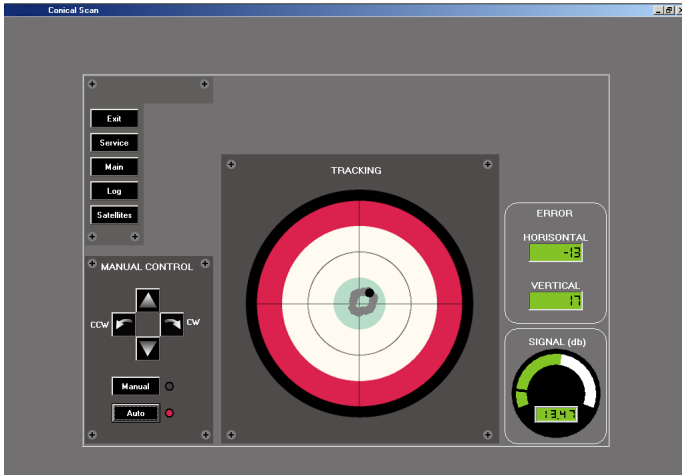 Conical Scan
Exit
Service
Main
Log
Satellites
TRACKING
ERROR
HORISONTAL
-13
VERTICAL
17
MANUAL CONTROL
CCW
CW
Manual
Auto
SIGNAL (db)
13,47